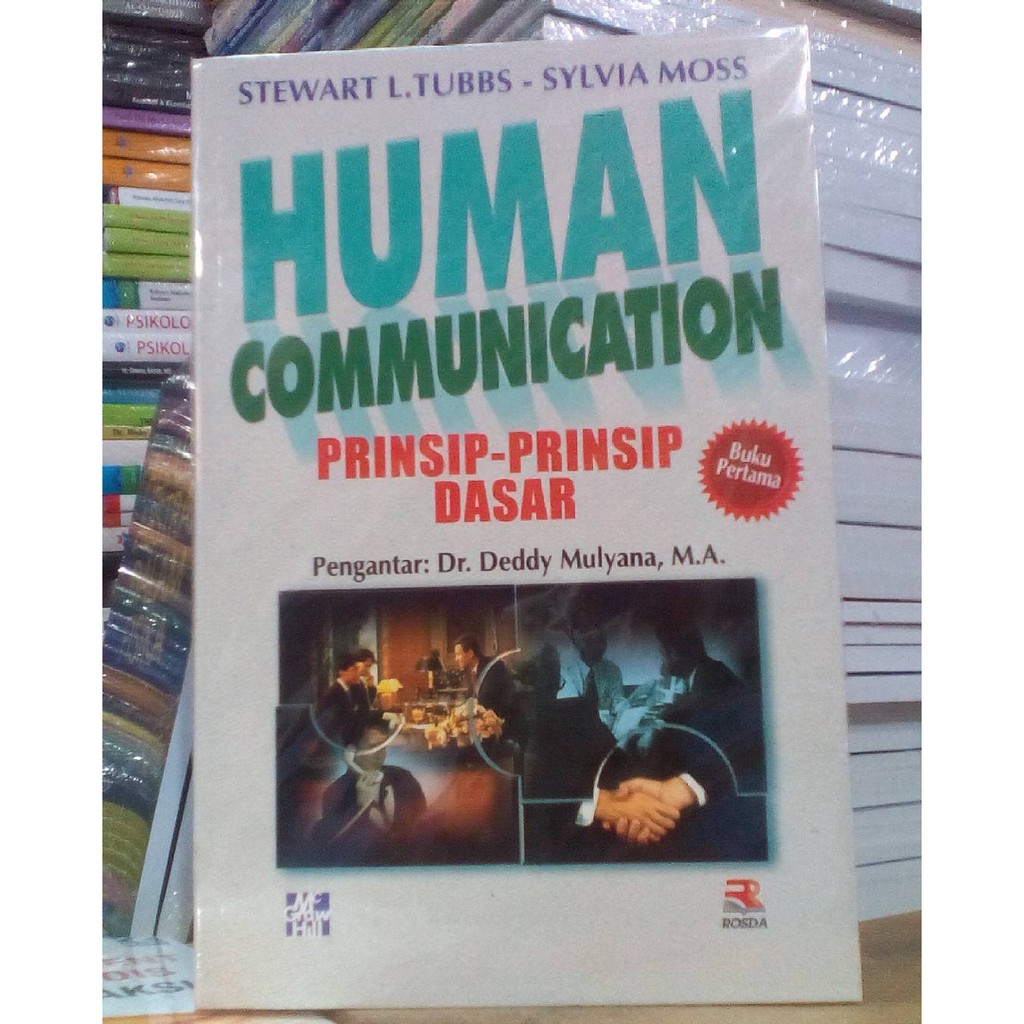 STEWART L. TUBBS - SYLVIA MOSS
HUMAN
COMMUNICATION
PRINSIP-PRINSIP
DASAR
Buku
Pertama
Pengantar: Dr. Deddy Mulyana, M.A.
Mc
Graw
Hill
ROSDA
PSIKOLO
PSIKOL